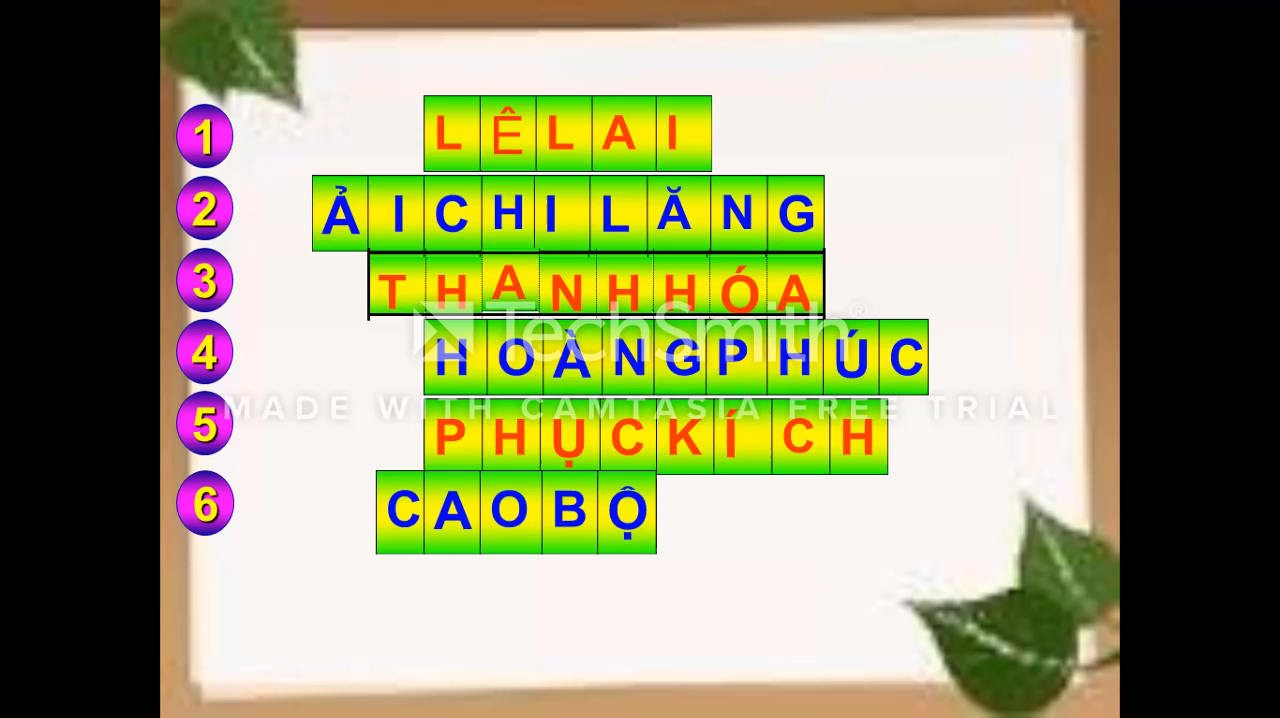 1 LÊLAI
2 ẢICHILĂNG
3 THANHHÓA
4 HOÀNGPHÚC
5 PHỤCKÍCH
6 CAOBỘ
TechSmith®
MADE WITH CAMTASIA FREE TRIAL